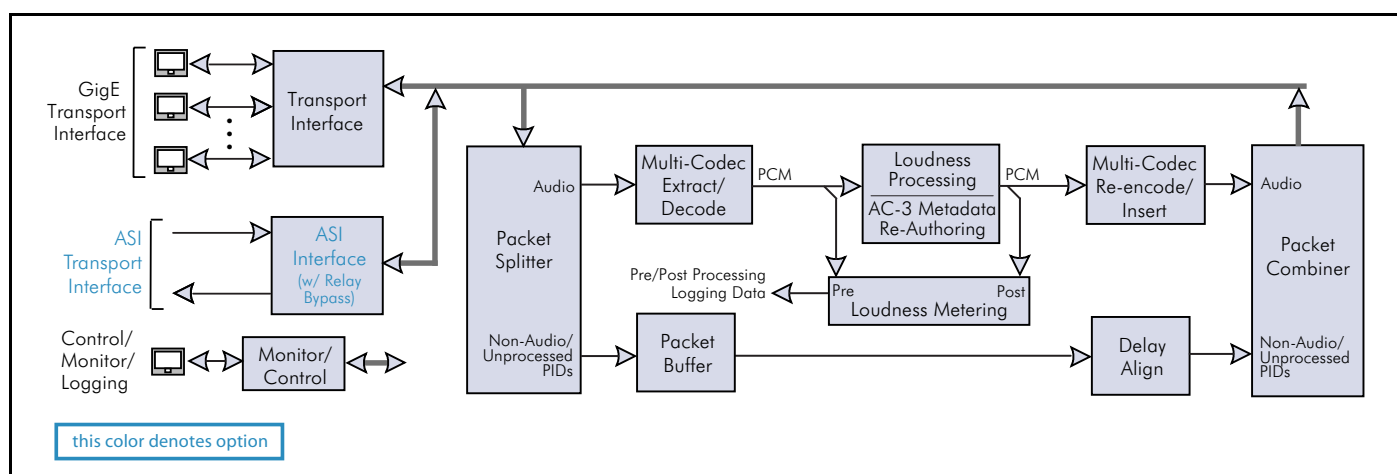 GigE
Transport
Interface
Transport
Interface
ASI
Transport
Interface
ASI
Interface
(w/ Relay
Bypass)
Control/
Monitor/
Logging
Monitor/
Control
this color denotes option
Audio
Packet
Splitter
Non-Audio/
Unprocessed
PIDs
Multi-Codec
Extract/
Decode
PCM
Loudness
Processing
AC-3 Metadata
Re-Authoring
PCM
Multi-Codec
Re-encode/
Insert
Pre/Post Processing
Logging Data
Pre
Post
Loudness Metering
Packet
Buffer
Delay
Align
Audio
Packet
Combiner
Non-Audio/
Unprocessed
PIDs